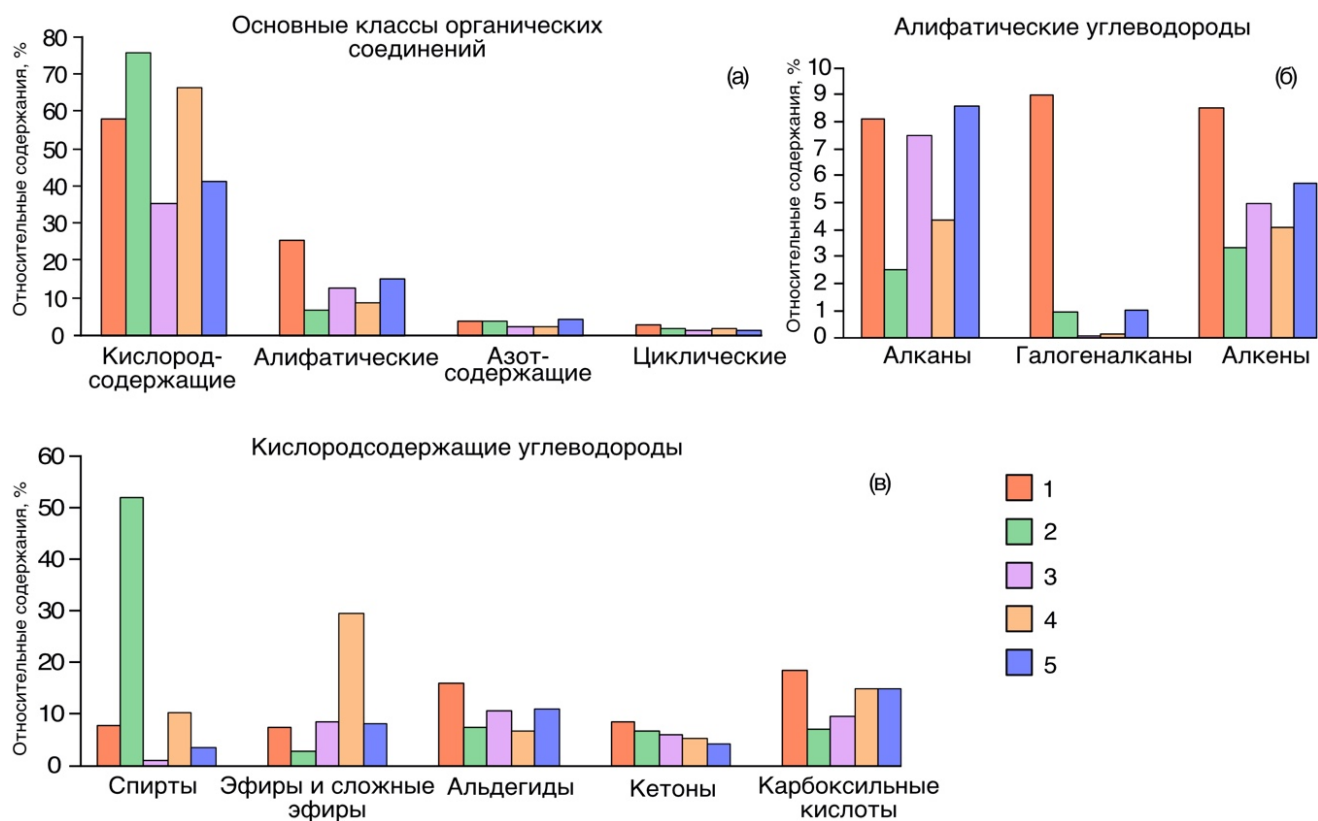 Основные классы органических
соединений
(а)
Относительные содержания, %
80
70
60
50
40
30
20
10
0
Кислород-
содержащие
Алифатические
Азот-
содержащие
Циклические
Алифатические углеводороды
(б)
Относительные содержания, %
10
9
8
7
6
5
4
3
2
1
0
Алканы
Галогеналканы
Алкены
Кислородсодержащие углеводороды
(в)
Относительные содержания, %
60
50
40
30
20
10
0
Спирты
Эфиры и сложные
эфиры
Альдегиды
Кетоны
Карбоксильные
кислоты
1
2
3
4
5